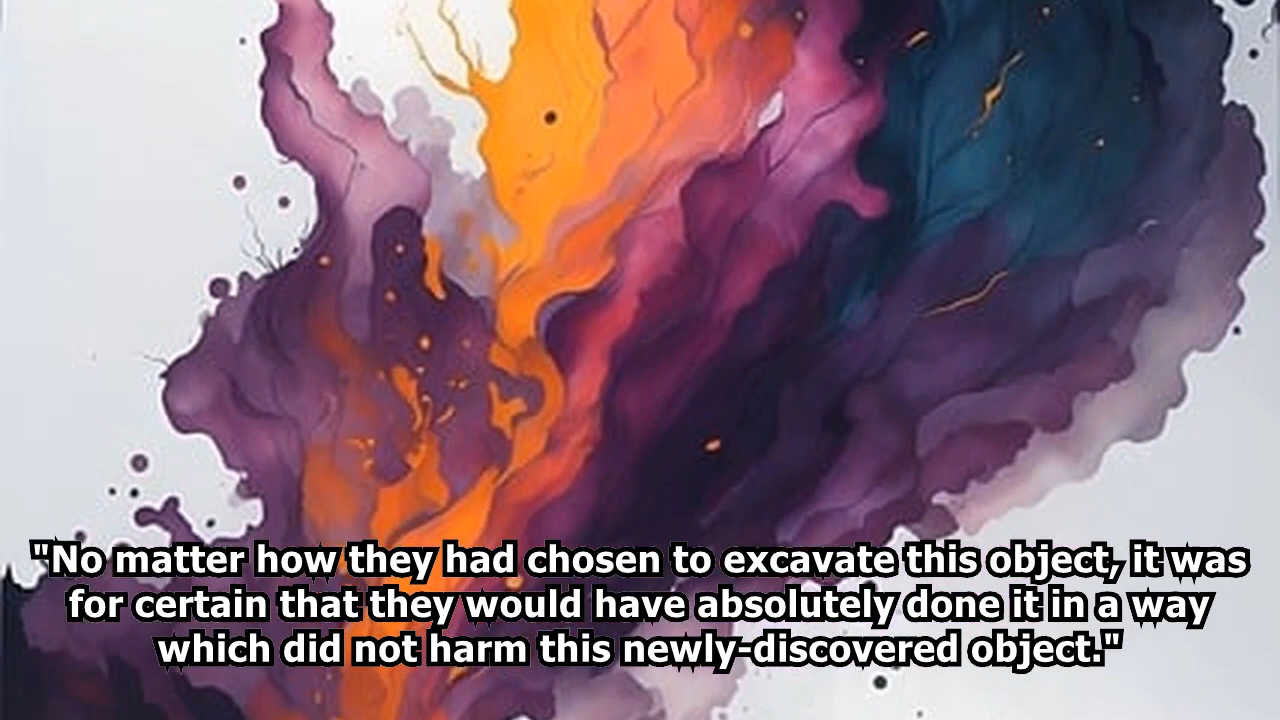 "No matter how they had chosen to excavate this object, it was
for certain that they would have absolutely done it in a way
which did not harm this newly-discovered object."